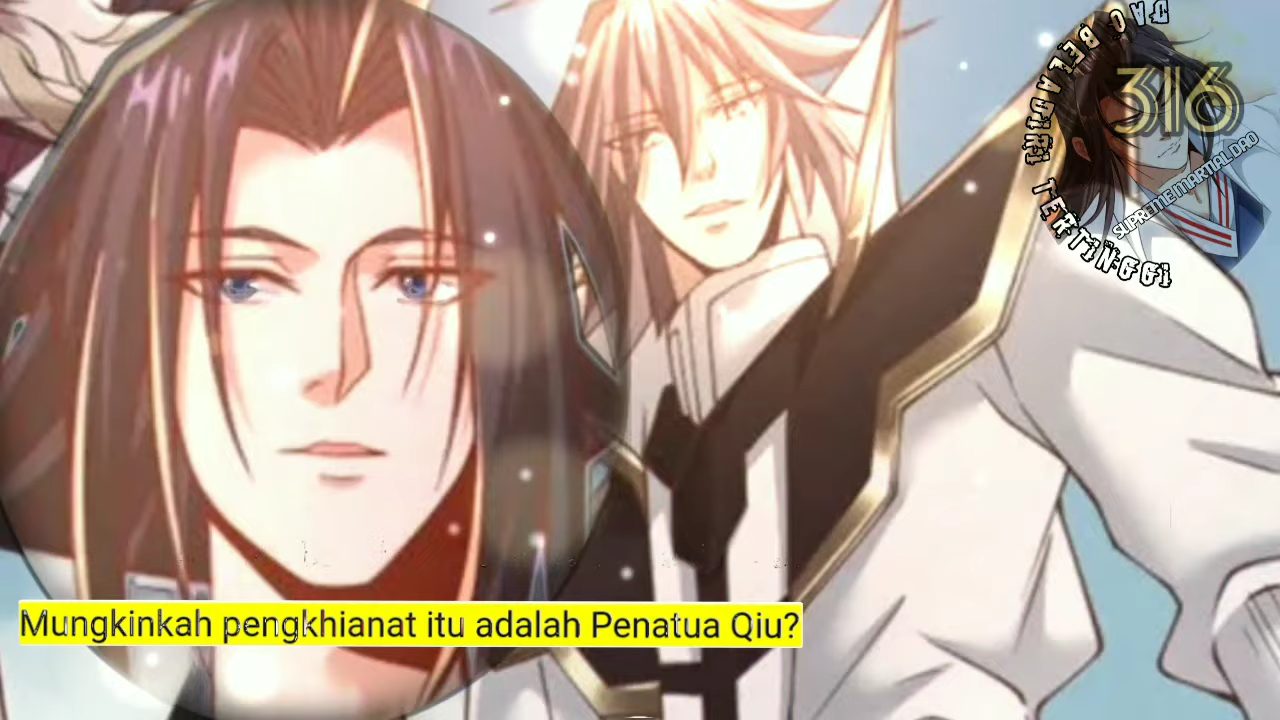 DAO BELADIRI TERTINGGI
316
SUPREME MARTIAL DAO
Mungkinkah pengkhianat itu adalah Penatua Qiu?